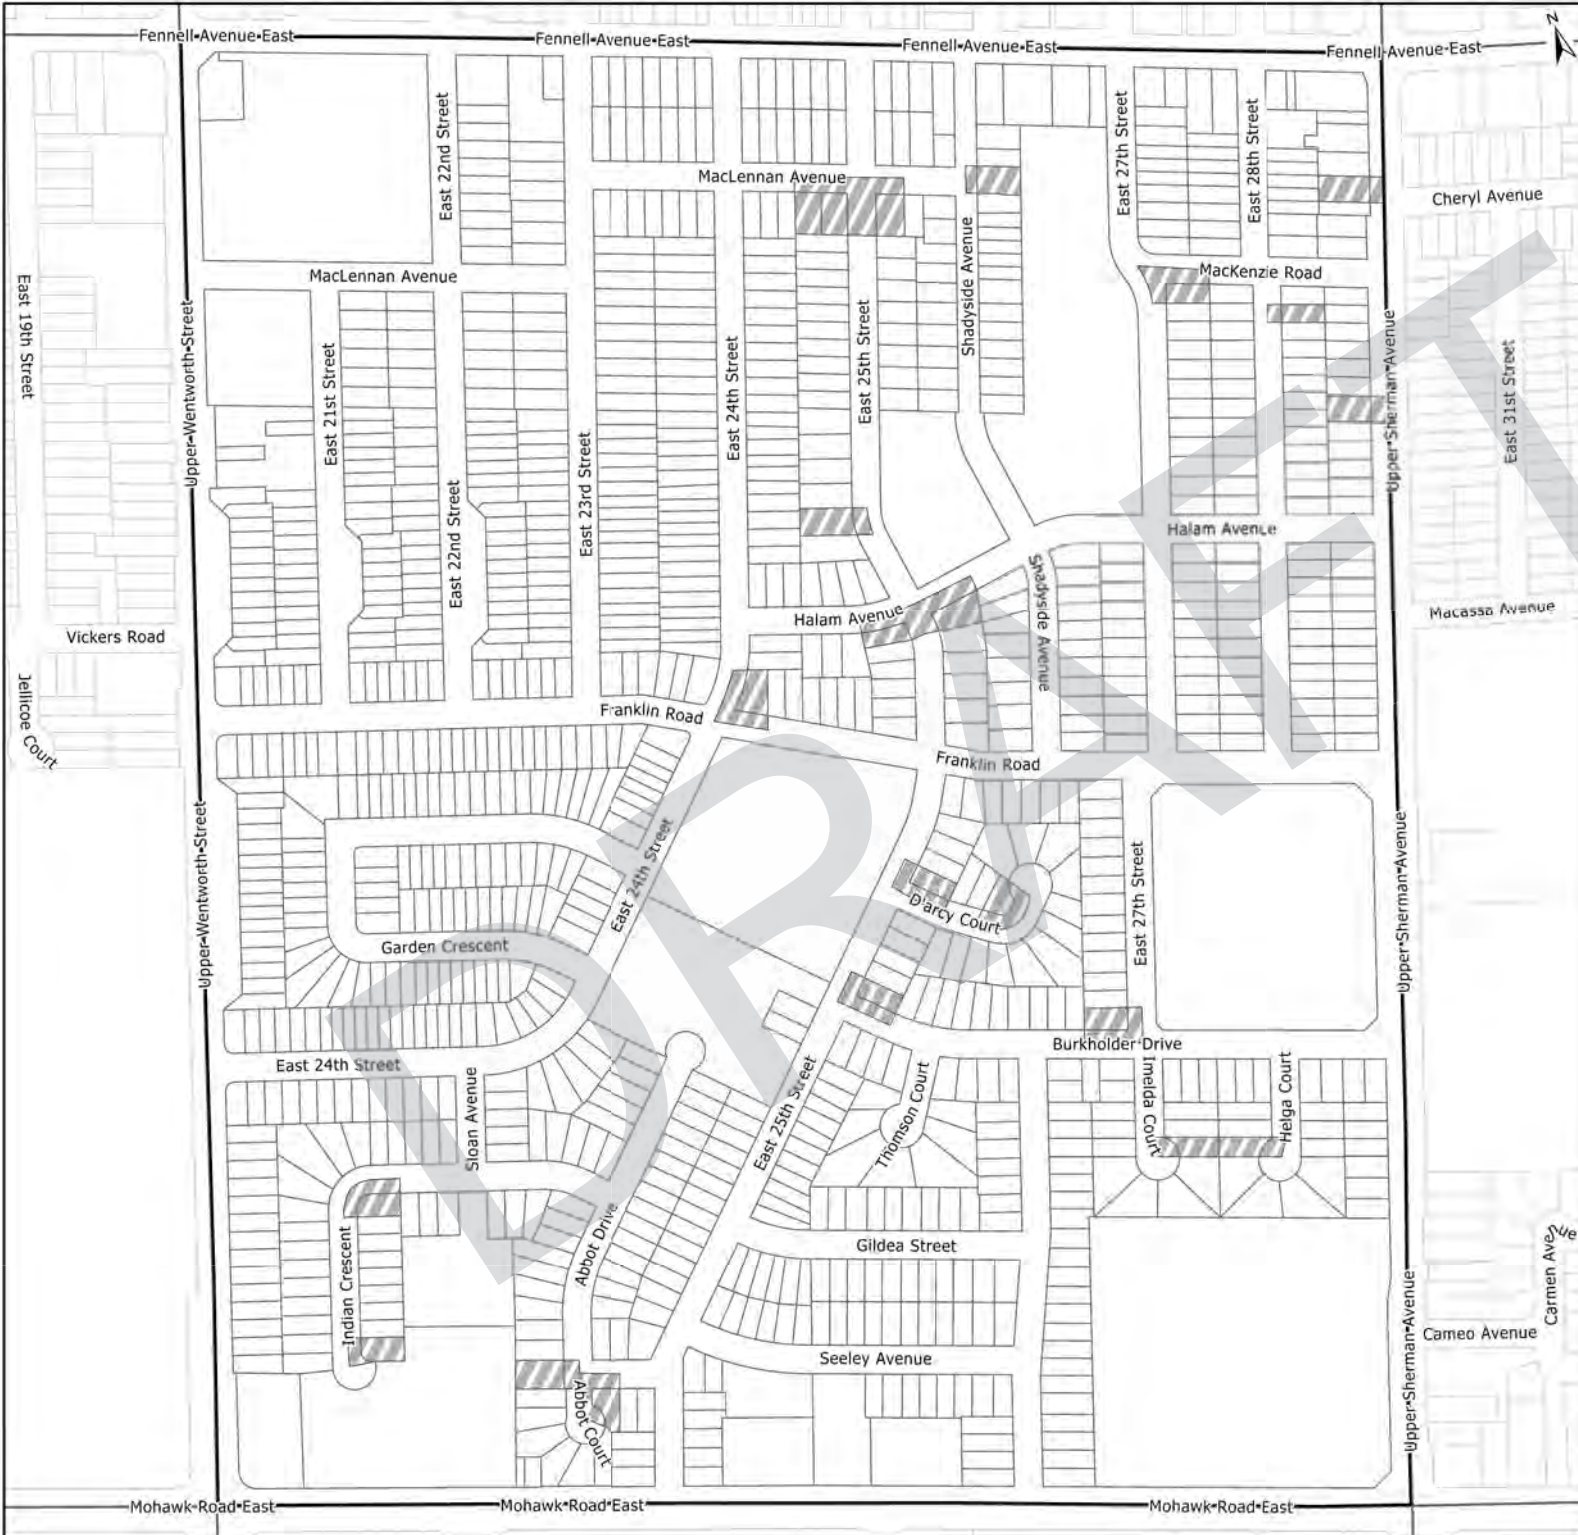 Fennell-Avenue-East
Fennell-Avenue-East
Fennell-Avenue-East
Fennell-Avenue-East
N
East 22nd Street
East 27th Street
East 28th Street
MacLennan Avenue
Cheryl Avenue
Shadyside Avenue
MacLennan Avenue
MacKenzie Road
East 19th Street
Upper-Wentworth-Street
East 21st Street
East 24th Street
East 25th Street
Upper-Sherman-Avenue
East 31st Street
East 23rd Street
East 22nd Street
Halam Avenue
Shadyside Avenue
Halam Avenue
Macassa Avenue
Vickers Road
Jellicoe Court
Franklin Road
Franklin Road
Upper-Wentworth-Street
East 24th Street
East 27th Street
Upper-Sherman-Avenue
D'arcy Court
Garden Crescent
DRAFT
Burkholder-Drive
East 24th Street
Sloan Avenue
East 25th Street
Thomson Court
Imelda Court
Helga Court
Indian Crescent
Abbot Drive
Gildea Street
Carmen Avenue
Upper-Sherman-Avenue
Cameo Avenue
Seeley Avenue
Abbot Court
Mohawk-Road-East
Mohawk-Road-East
Mohawk-Road-East